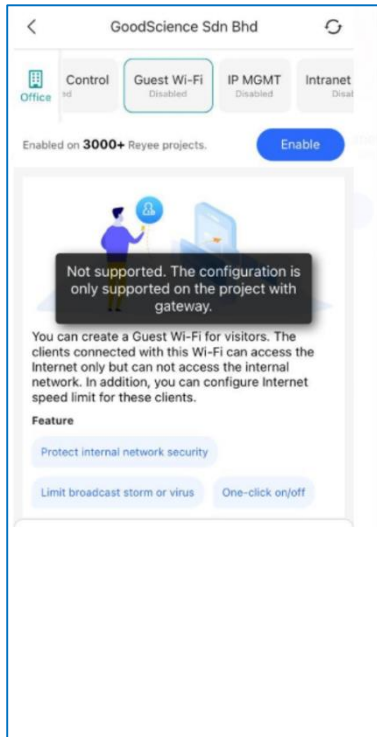 GoodScience Sdn Bhd
Office
Control
Guest Wi-Fi
Disabled
IP MGMT
Disabled
Intranet
Enabled on 3000+ Reyee projects.
Enable
Not supported. The configuration is
only supported on the project with
gateway.
You can create a Guest Wi-Fi for visitors. The
clients connected with this Wi-Fi can access the
Internet only but can not access the internal
network. In addition, you can configure Internet
speed limit for these clients.
Feature
Protect internal network security
Limit broadcast storm or virus
One-click on/off